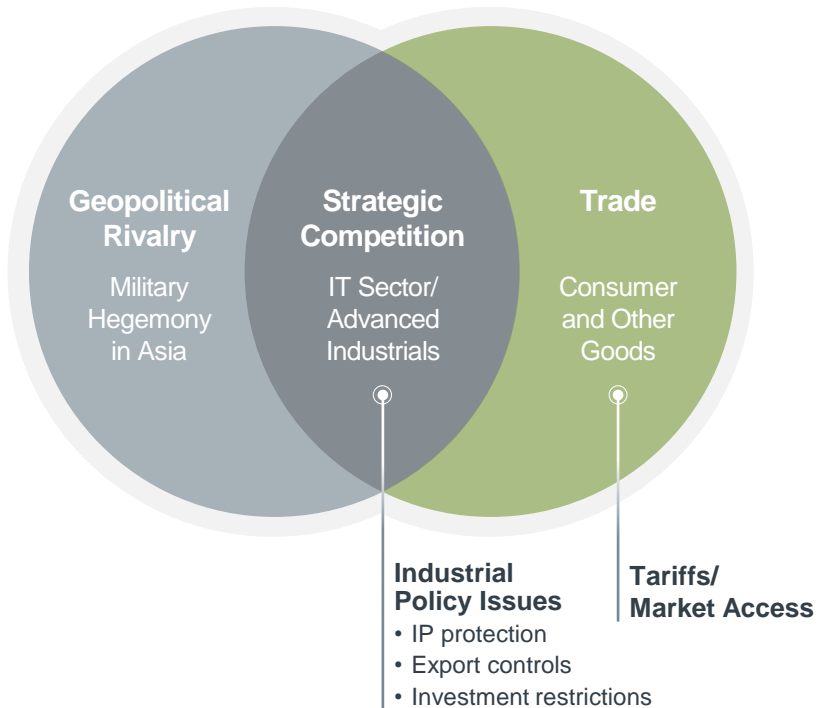 Geopolitical
Rivalry
Military
Hegemony
in Asia
Strategic
Competition
IT Sector/
Advanced
Industrials
Trade
Consumer
and Other
Goods
Industrial
Policy Issues
• IP protection
• Export controls
• Investment restrictions
Tariffs/
Market Access